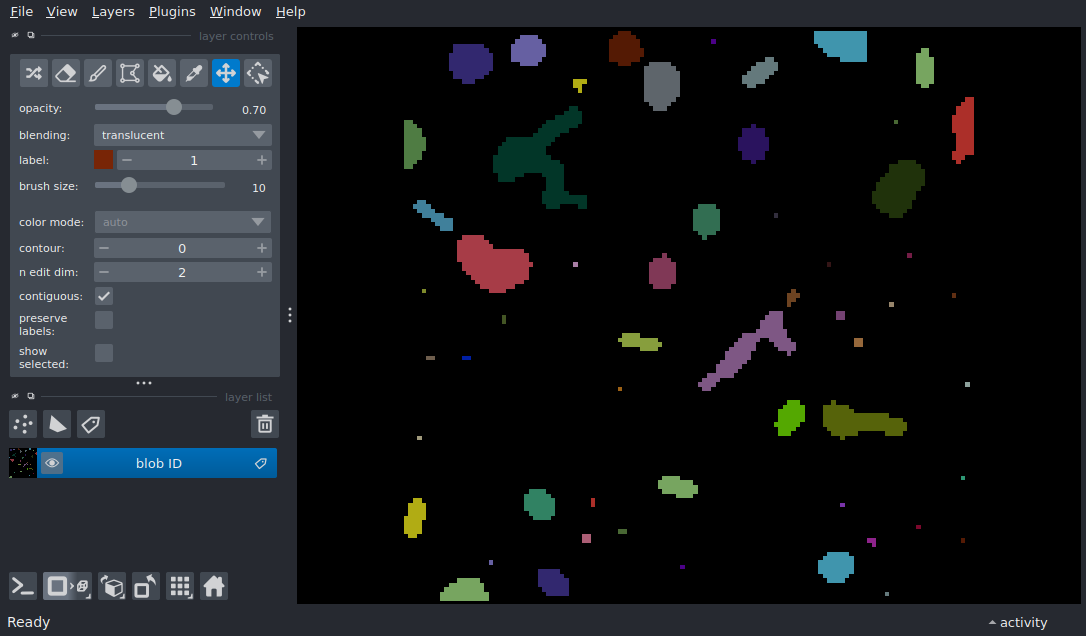 File View Layers Plugins Window Help
layer controls
opacity: 0.70
blending: translucent
label: 1
brush size: 10
color mode: auto
contour: 0
n edit dim: 2
contiguous:
preserve
labels:
show
selected:
layer list
blob ID
Ready
activity